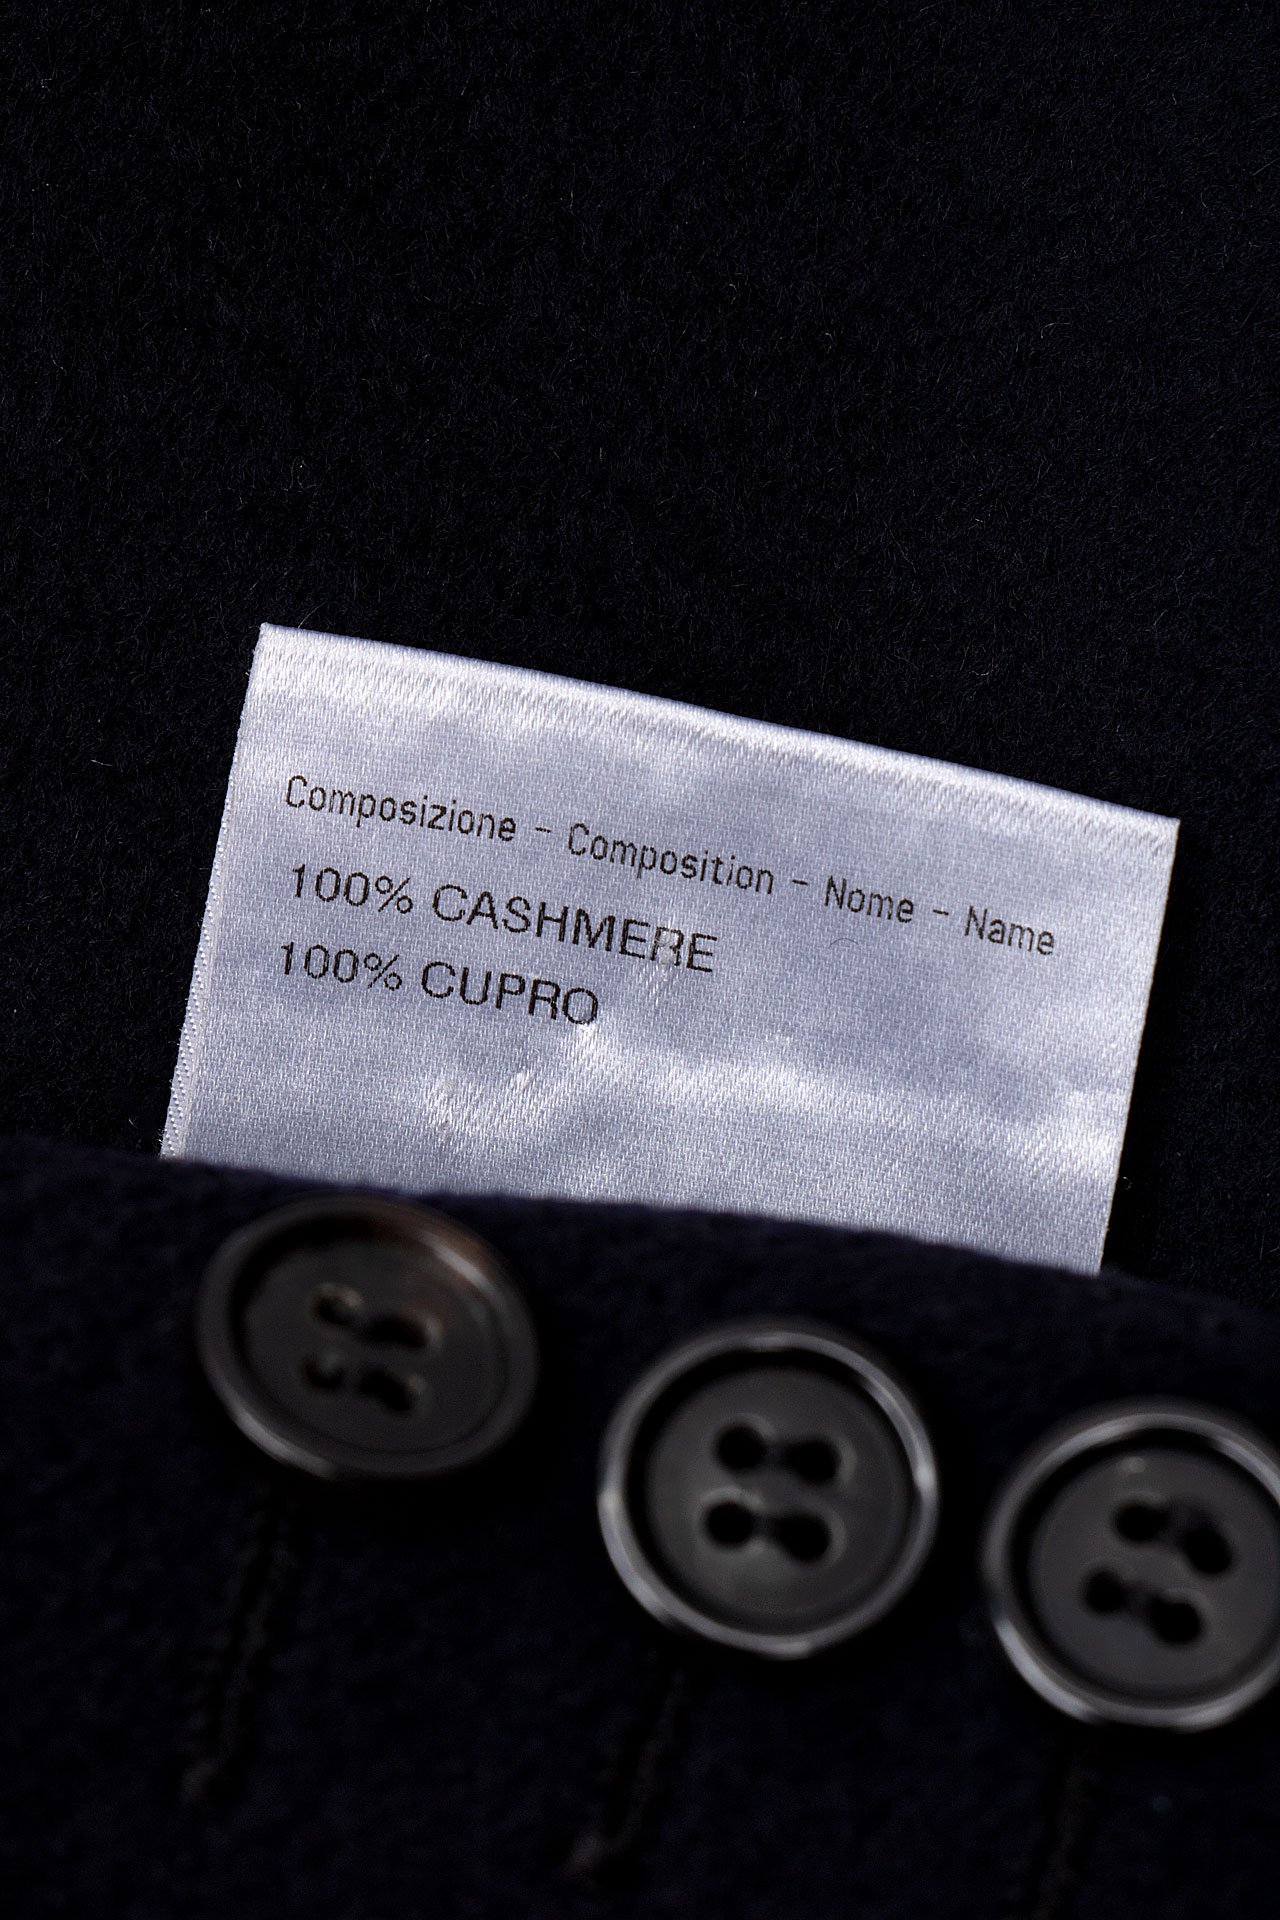 Composizione - Composition - Nome - Name
100% CASHMERE
100% CUPRO